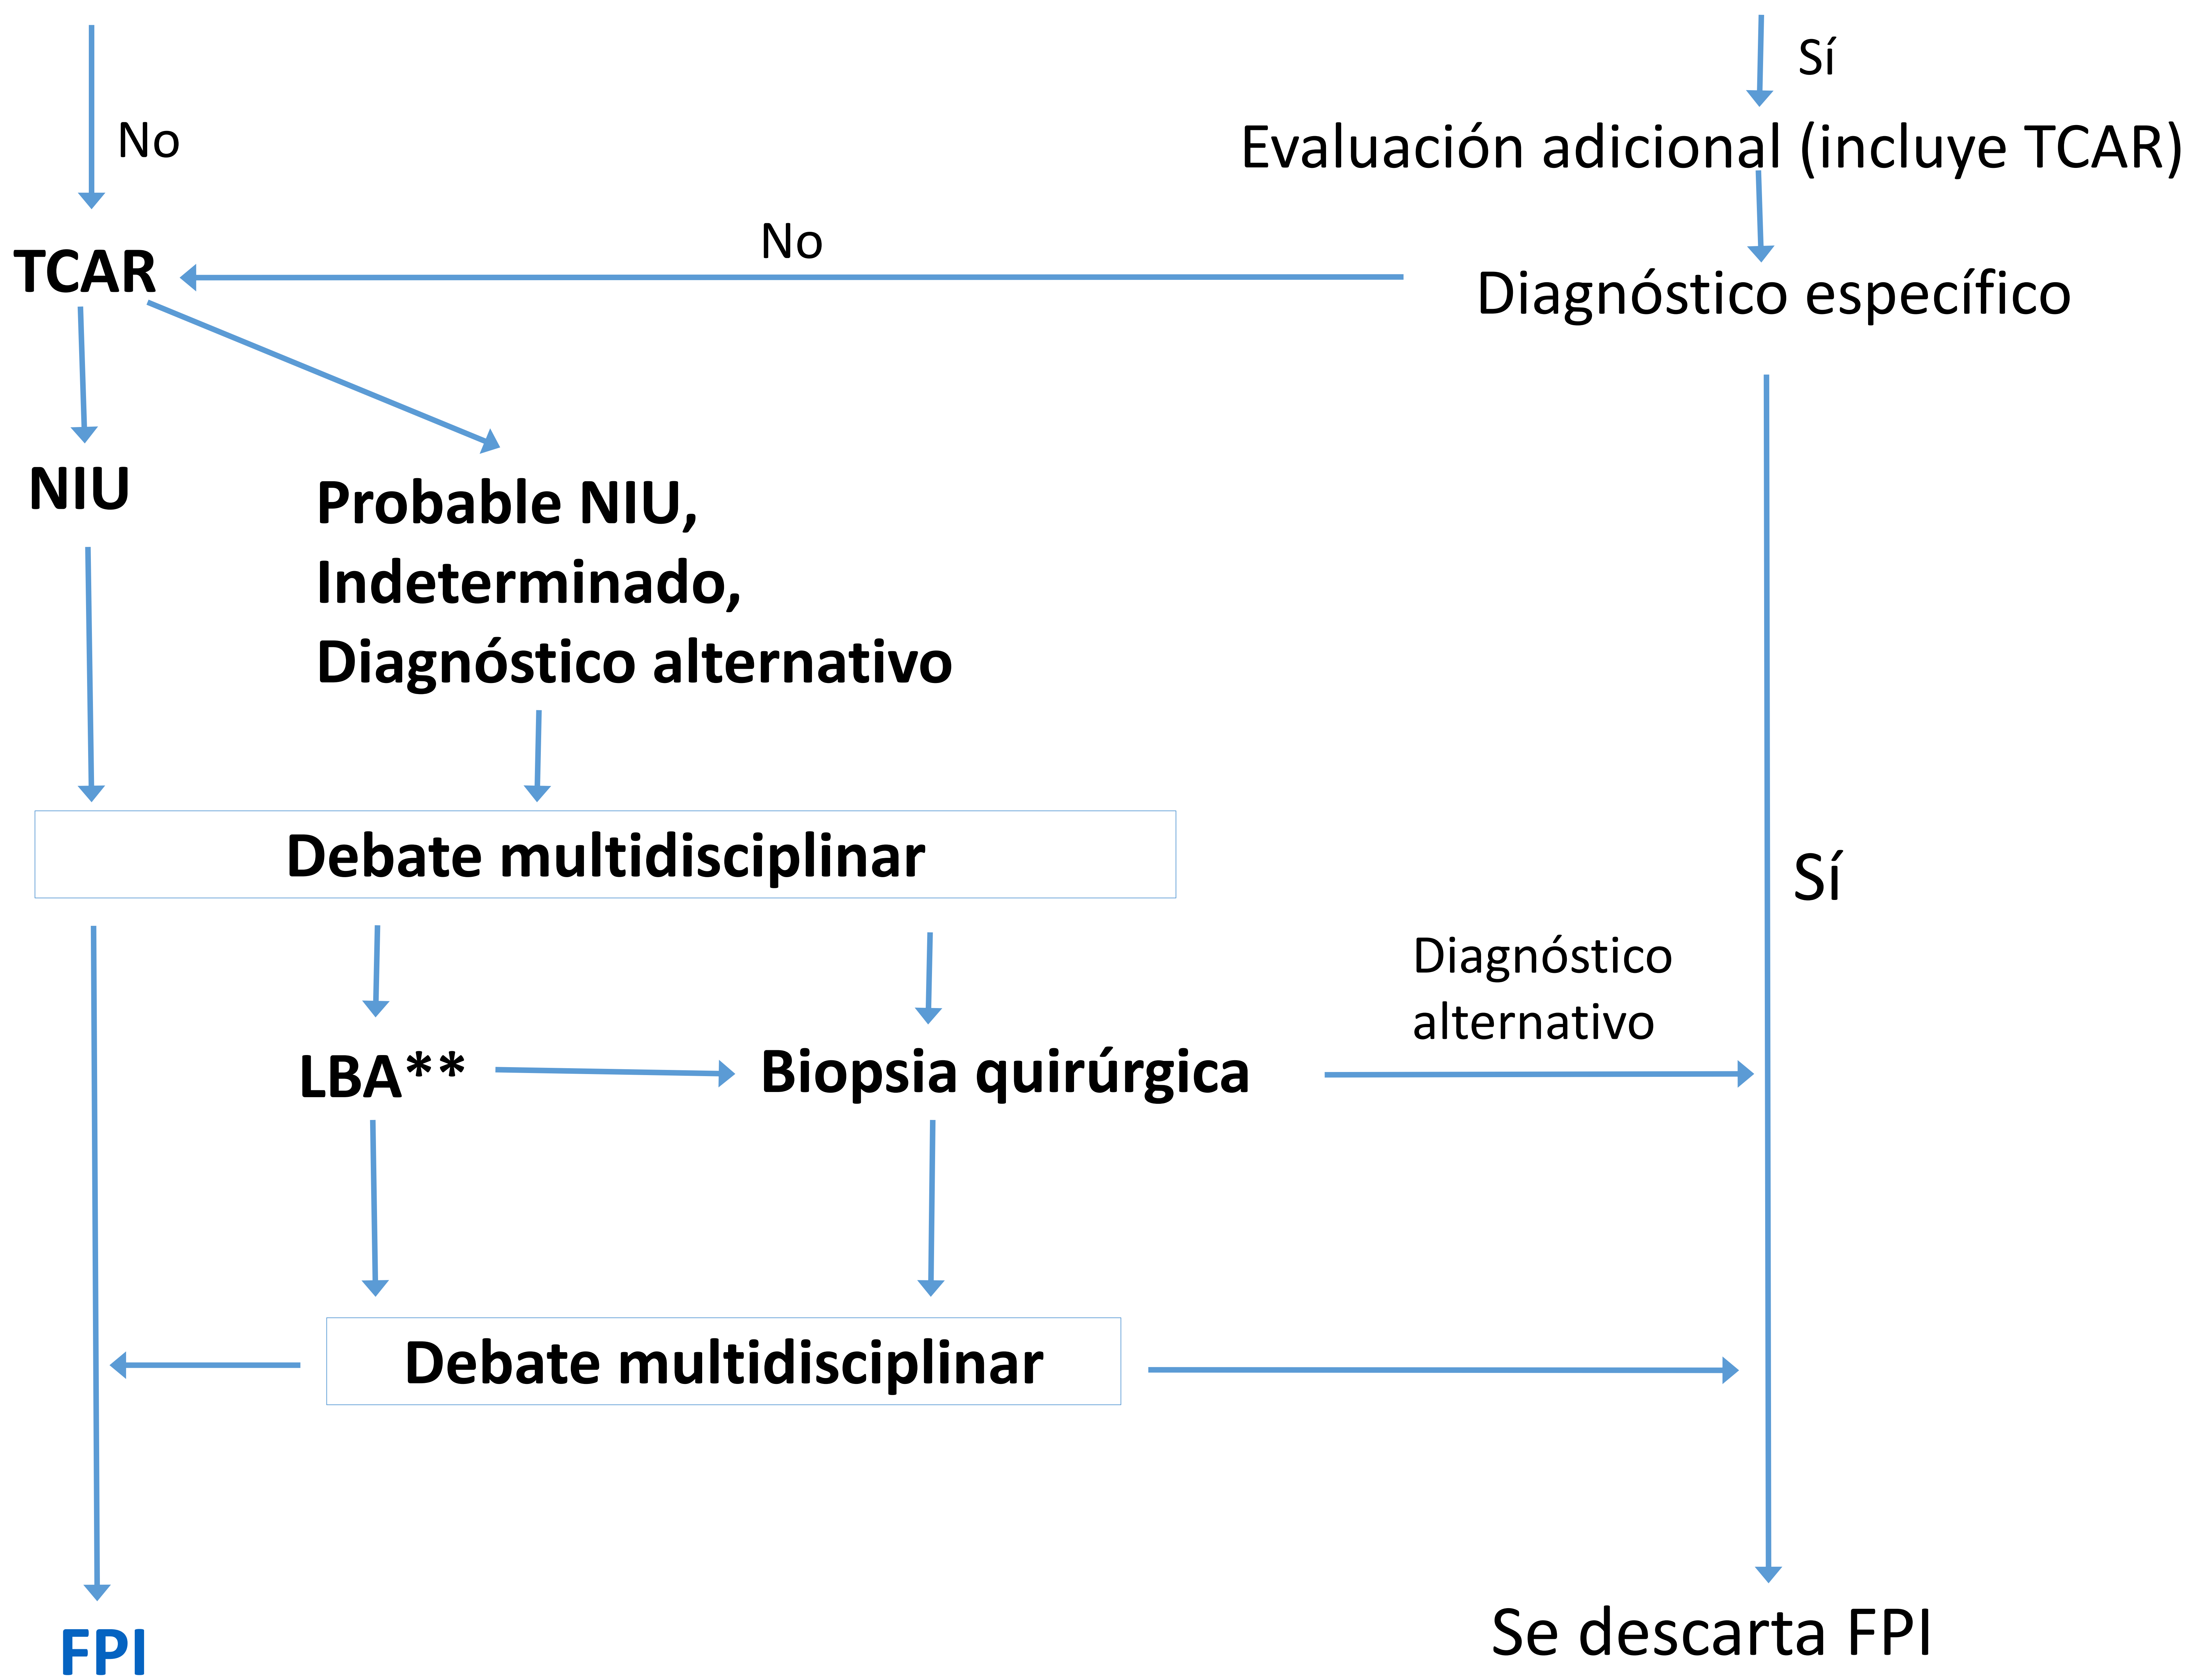 Sí
No
Evaluación adicional (incluye TCAR)
No
TCAR
Diagnóstico específico
NIU
Probable NIU,
Indeterminado,
Diagnóstico alternativo
Debate multidisciplinar
Sí
Diagnóstico
alternativo
LBA**
Biopsia quirúrgica
Debate multidisciplinar
FPI
Se descarta FPI